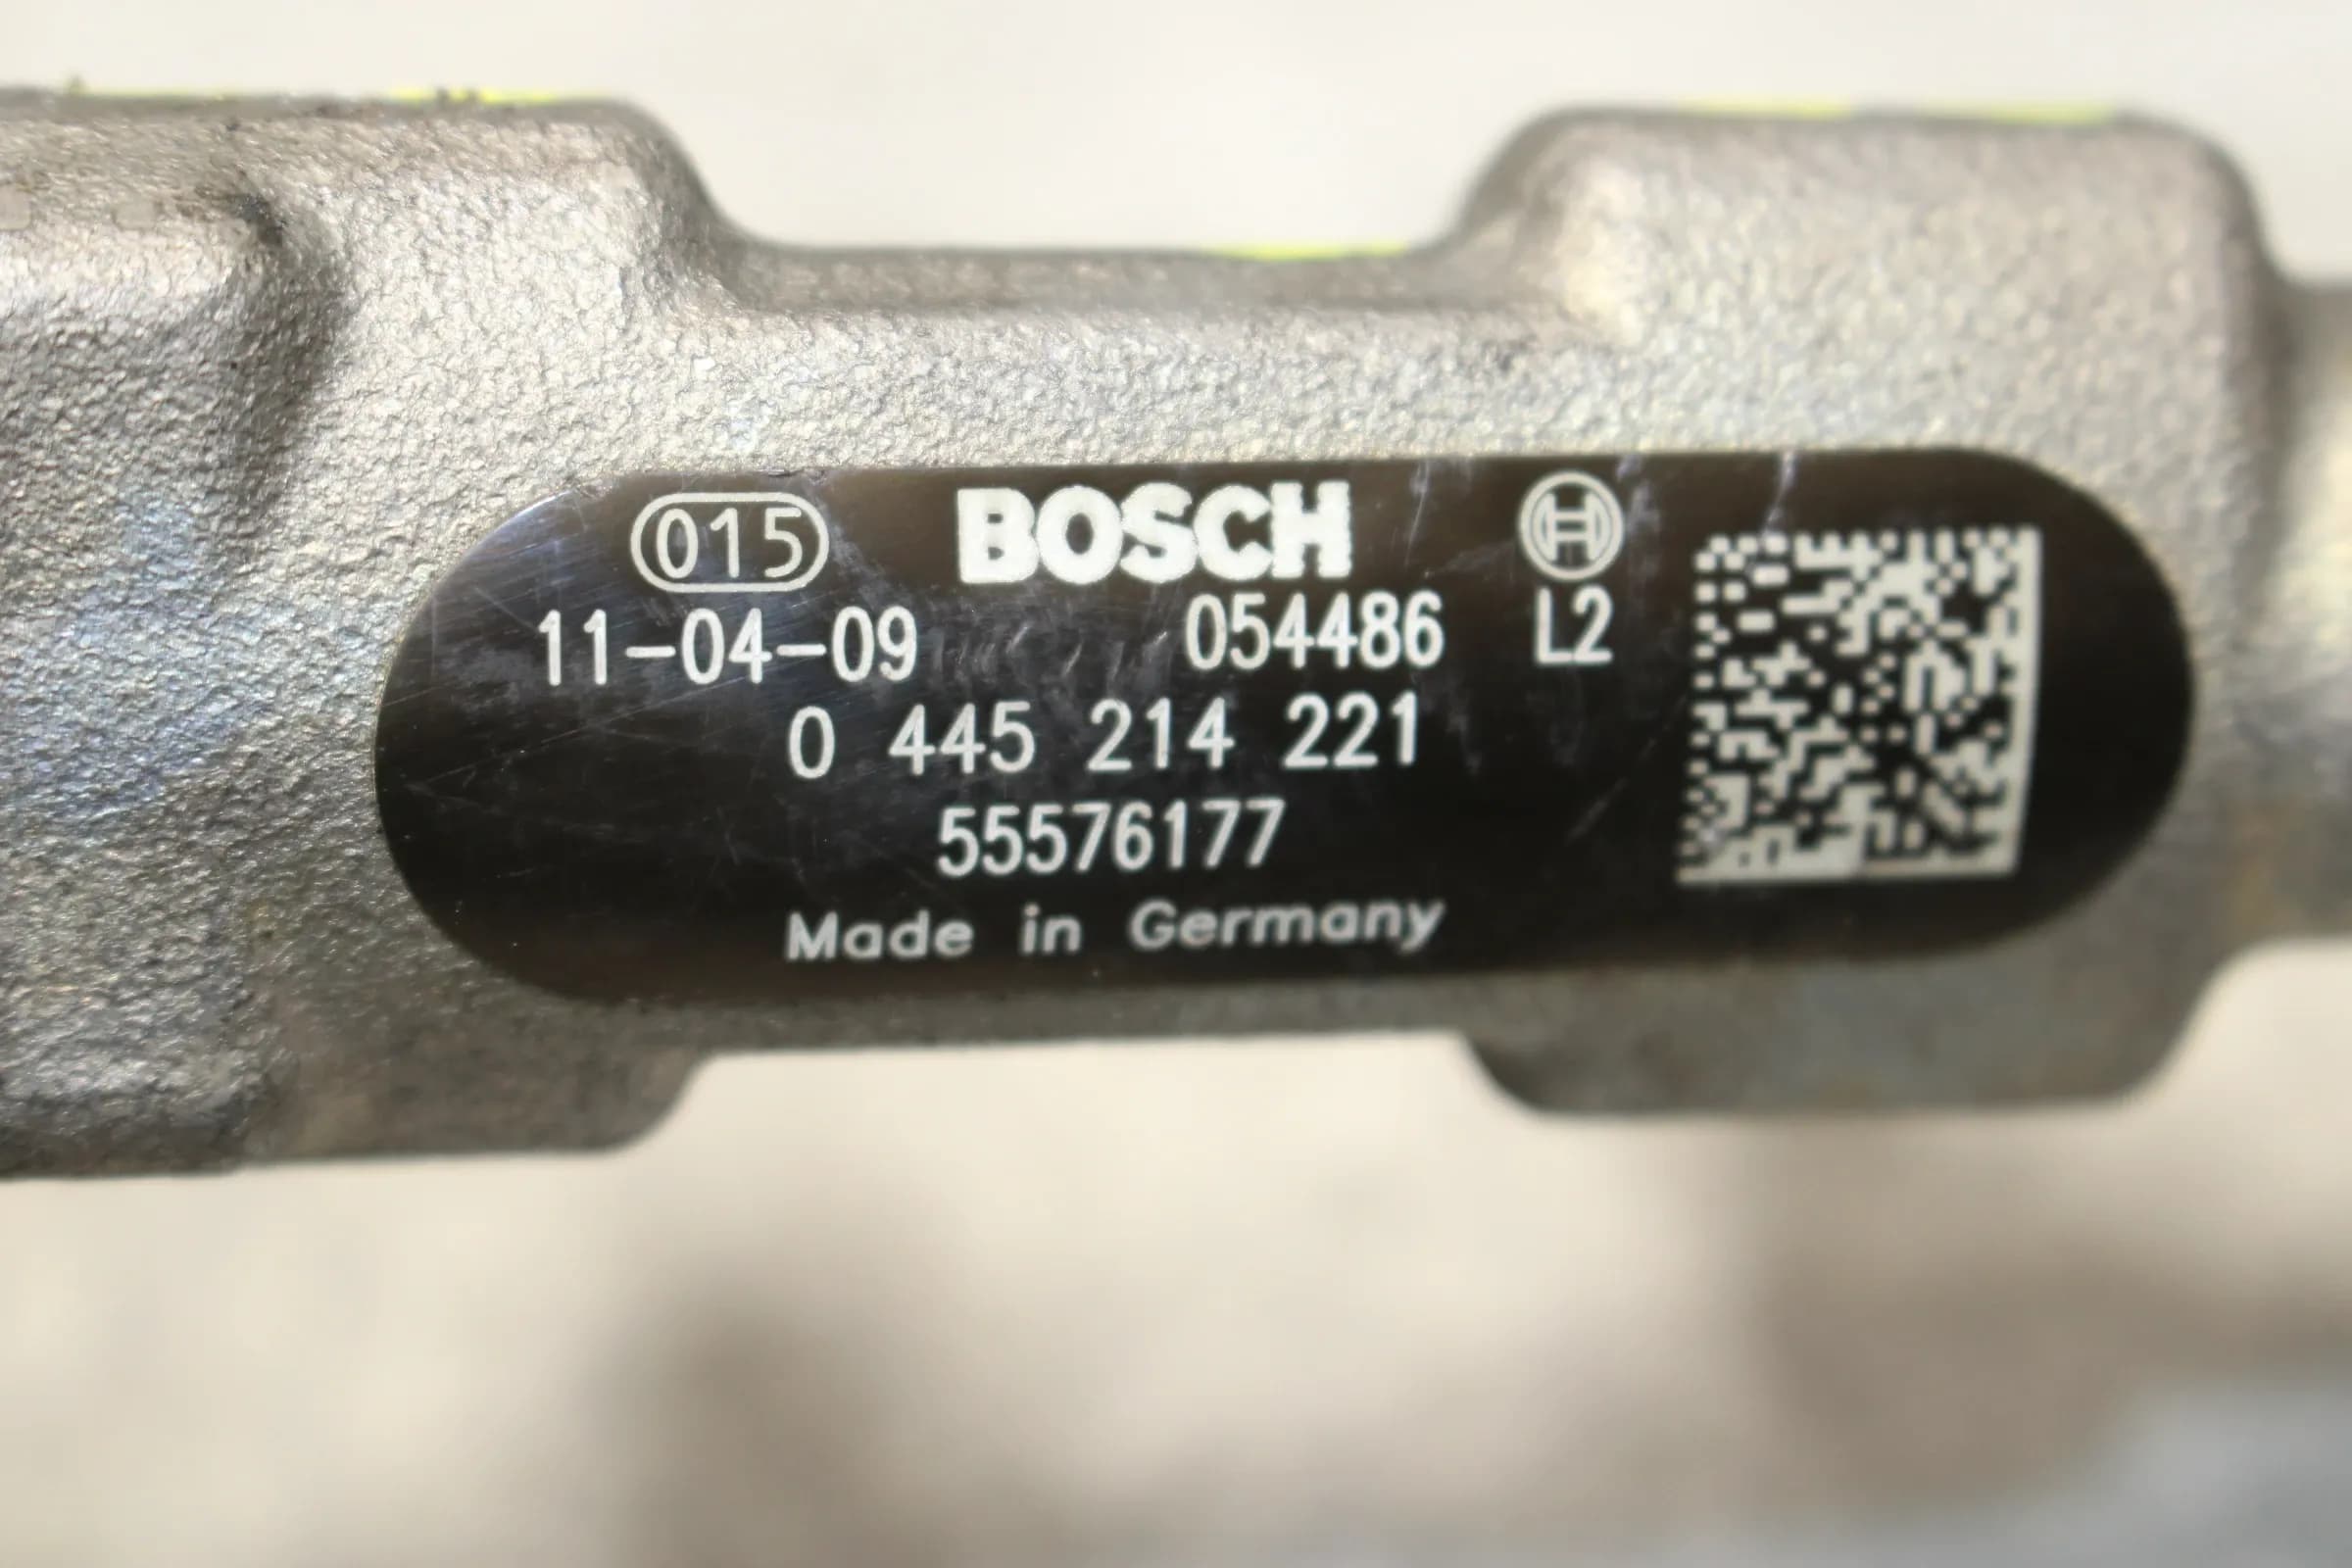 015 BOSCH
11-04-09 054486 L2
0 445 214 221
55576177
Made in Germany